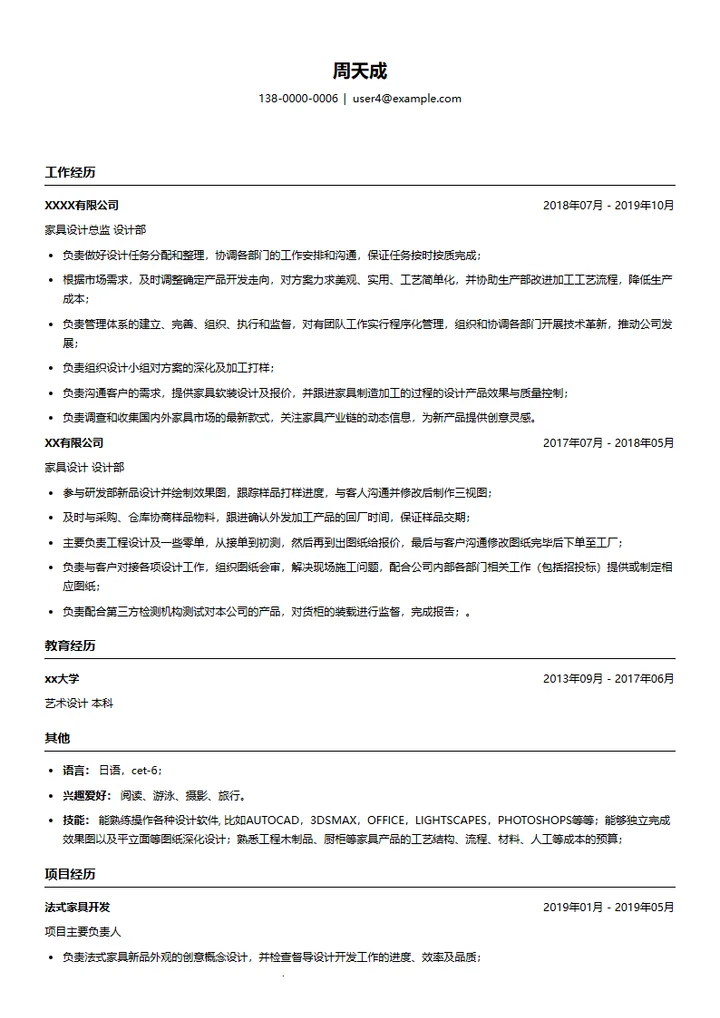 周天成
138-0000-0006 | user4@example.com
工作经历
XXXX有限公司 2018年07月 - 2019年10月
家具设计总监 设计部
• 负责做好设计任务分配和整理，协调各部门的工作安排和沟通，保证任务按时按质完成；
• 根据市场需求，及时调整确定产品开发走向，对方案力求美观、实用、工艺简单化，并协助生产部改进加工工艺流程，降低生产
成本；
• 负责管理体系的建立、完善、组织、执行和监督，对有团队工作实行程序化管理，组织和协调各部门开展技术革新，推动公司发
展；
• 负责组织设计小组对方案的深化及加工打样；
• 负责沟通客户的需求，提供家具软装设计及报价，并跟进家具制造加工的过程的设计产品效果与质量控制；
• 负责调查和收集国内外家具市场的最新款式，关注家具产业链的动态信息，为新产品提供创意灵感。
XX有限公司 2017年07月 - 2018年05月
家具设计 设计部
• 参与研发部新品设计并绘制效果图，跟踪样品打样进度，与客人沟通并修改后制作三视图；
• 及时与采购、仓库协商样品物料，跟进确认外发加工产品的回厂时间，保证样品交期；
• 主要负责工程设计及一些零单，从接单到初测，然后再到出图纸给报价，最后与客户沟通修改图纸完毕后下单至工厂；
• 负责与客户对接各项设计工作，组织图纸会审，解决现场施工问题，配合公司内部各部门相关工作（包括招投标）提供或制定相
应图纸；
• 负责配合第三方检测机构测试对本公司的产品，对货柜的装载进行监督，完成报告；。
教育经历
xx大学 2013年09月 - 2017年06月
艺术设计 本科
其他
• 语言： 日语，cet-6；
• 兴趣爱好： 阅读、游泳、摄影、旅行。
• 技能： 能熟练操作各种设计软件, 比如AUTOCAD，3DSMAX，OFFICE，LIGHTSCAPES，PHOTOSHOPS等等；能够独立完成
效果图以及平立面等图纸深化设计；熟悉工程木制品、厨柜等家具产品的工艺结构、流程、材料、人工等成本的预算；
项目经历
法式家具开发 2019年01月 - 2019年05月
项目主要负责人
• 负责法式家具新品外观的创意概念设计，并检查督导设计开发工作的进度、效率及品质；